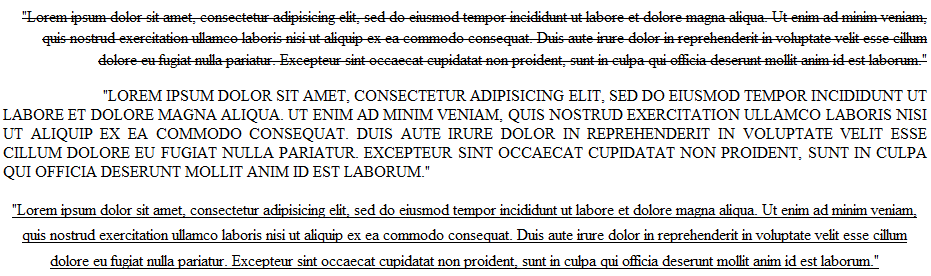 "Lorem ipsum dolor sit amet, consectetur adipisicing elit, sed do eiusmod tempor incididunt ut labore et dolore magna aliqua. Ut enim ad minim veniam,
quis nostrud exercitation ullamco laboris nisi ut aliquip ex ea commodo consequat. Duis aute irure dolor in reprehenderit in voluptate velit esse cillum
dolore eu fugiat nulla pariatur. Excepteur sint occaecat cupidatat non proident, sunt in culpa qui officia deserunt mollit anim id est laborum."
"LOREM IPSUM DOLOR SIT AMET, CONSECTETUR ADIPISICING ELIT, SED DO EIUSMOD TEMPOR INCIDIDUNT UT
LABORE ET DOLORE MAGNA ALIQUA. UT ENIM AD MINIM VENIAM, QUIS NOSTRUD EXERCITATION ULLAMCO LABORIS NISI
UT ALIQUIP EX EA COMMODO CONSEQUAT. DUIS AUTE IRURE DOLOR IN REPREHENDERIT IN VOLUPTATE VELIT ESSE
CILLUM DOLORE EU FUGIAT NULLA PARIATUR. EXCEPTEUR SINT OCCAECAT CUPIDATAT NON PROIDENT, SUNT IN CULPA
QUI OFFICIA DESERUNT MOLLIT ANIM ID EST LABORUM."
"Lorem ipsum dolor sit amet, consectetur adipisicing elit, sed do eiusmod tempor incididunt ut labore et dolore magna aliqua. Ut enim ad minim veniam,
quis nostrud exercitation ullamco laboris nisi ut aliquip ex ea commodo consequat. Duis aute irure dolor in reprehenderit in voluptate velit esse cillum
dolore eu fugiat nulla pariatur. Excepteur sint occaecat cupidatat non proident, sunt in culpa qui officia deserunt mollit anim id est laborum."